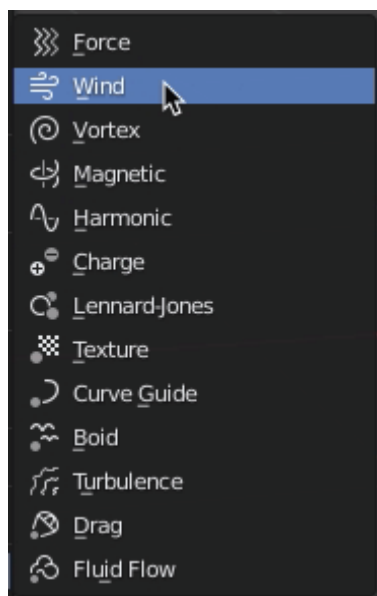 Force
Wind
Vortex
Magnetic
Harmonic
Charge
Lennard-Jones
Texture
Curve Guide
Boid
Turbulence
Drag
Fluid Flow